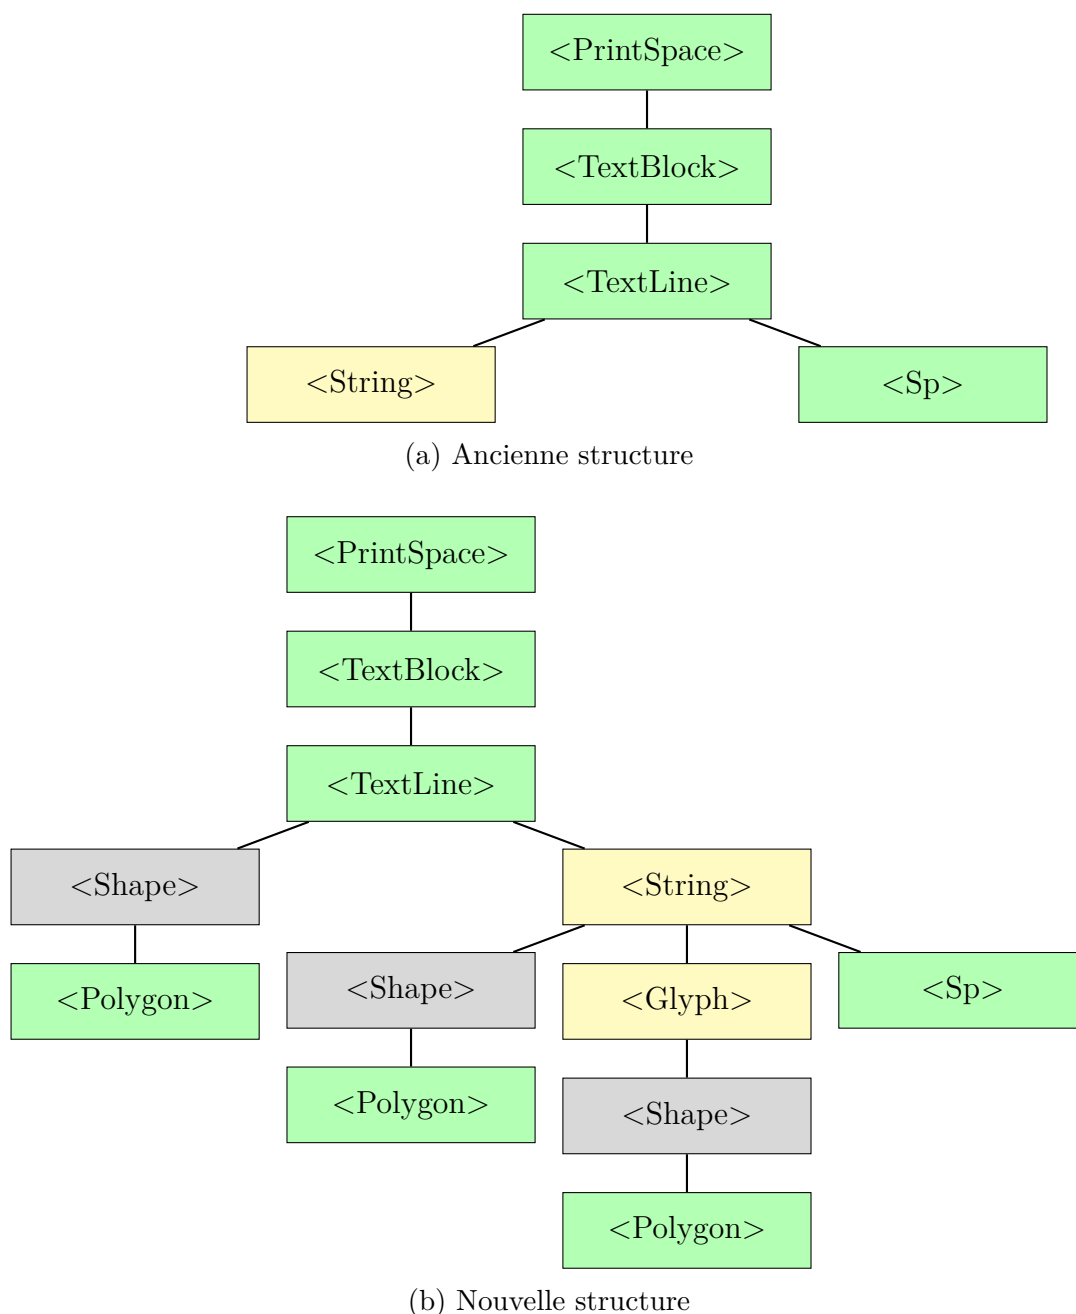 <PrintSpace>
<TextBlock>
<TextLine>
<String> <Sp>
(a) Ancienne structure
<PrintSpace>
<TextBlock>
<TextLine>
<Shape> <String>
<Polygon> <Shape> <Glyph> <Sp>
<Polygon> <Shape>
<Polygon>
(b) Nouvelle structure